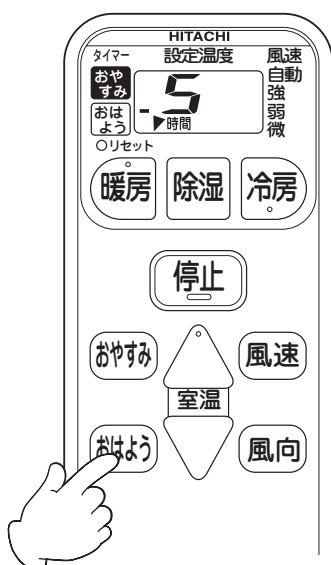 HITACHI
タイマー 設定温度 風速
おや
すみ
自動
強
おは
よう
-.5
弱
▶時間
微
○リセット
暖房 除湿 冷房
停止
おやすみ 風速
室温
おはよう 風向